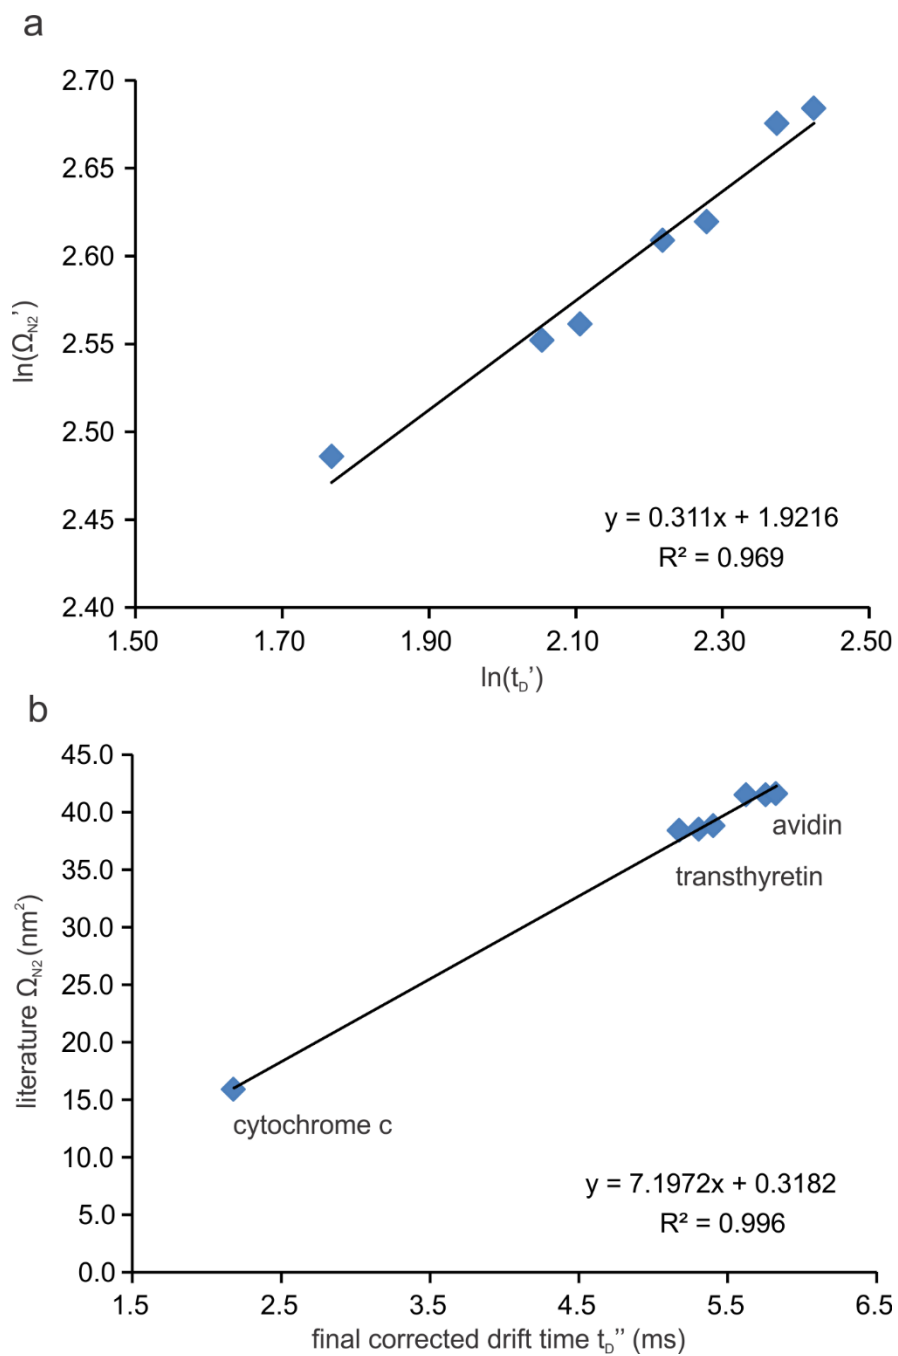 a
2.70
2.65
2.60
2.55
2.50
2.45
2.40
ln(Ω_N2')
y = 0.311x + 1.9216
R² = 0.969
1.50 1.70 1.90 2.10 2.30 2.50
ln(t_D')
b
45.0
40.0
35.0
30.0
25.0
20.0
15.0
10.0
5.0
0.0
literature Ω_N2 (nm²)
avidin
transthyretin
cytochrome c
y = 7.1972x + 0.3182
R² = 0.996
1.5 2.5 3.5 4.5 5.5 6.5
final corrected drift time t_D'' (ms)